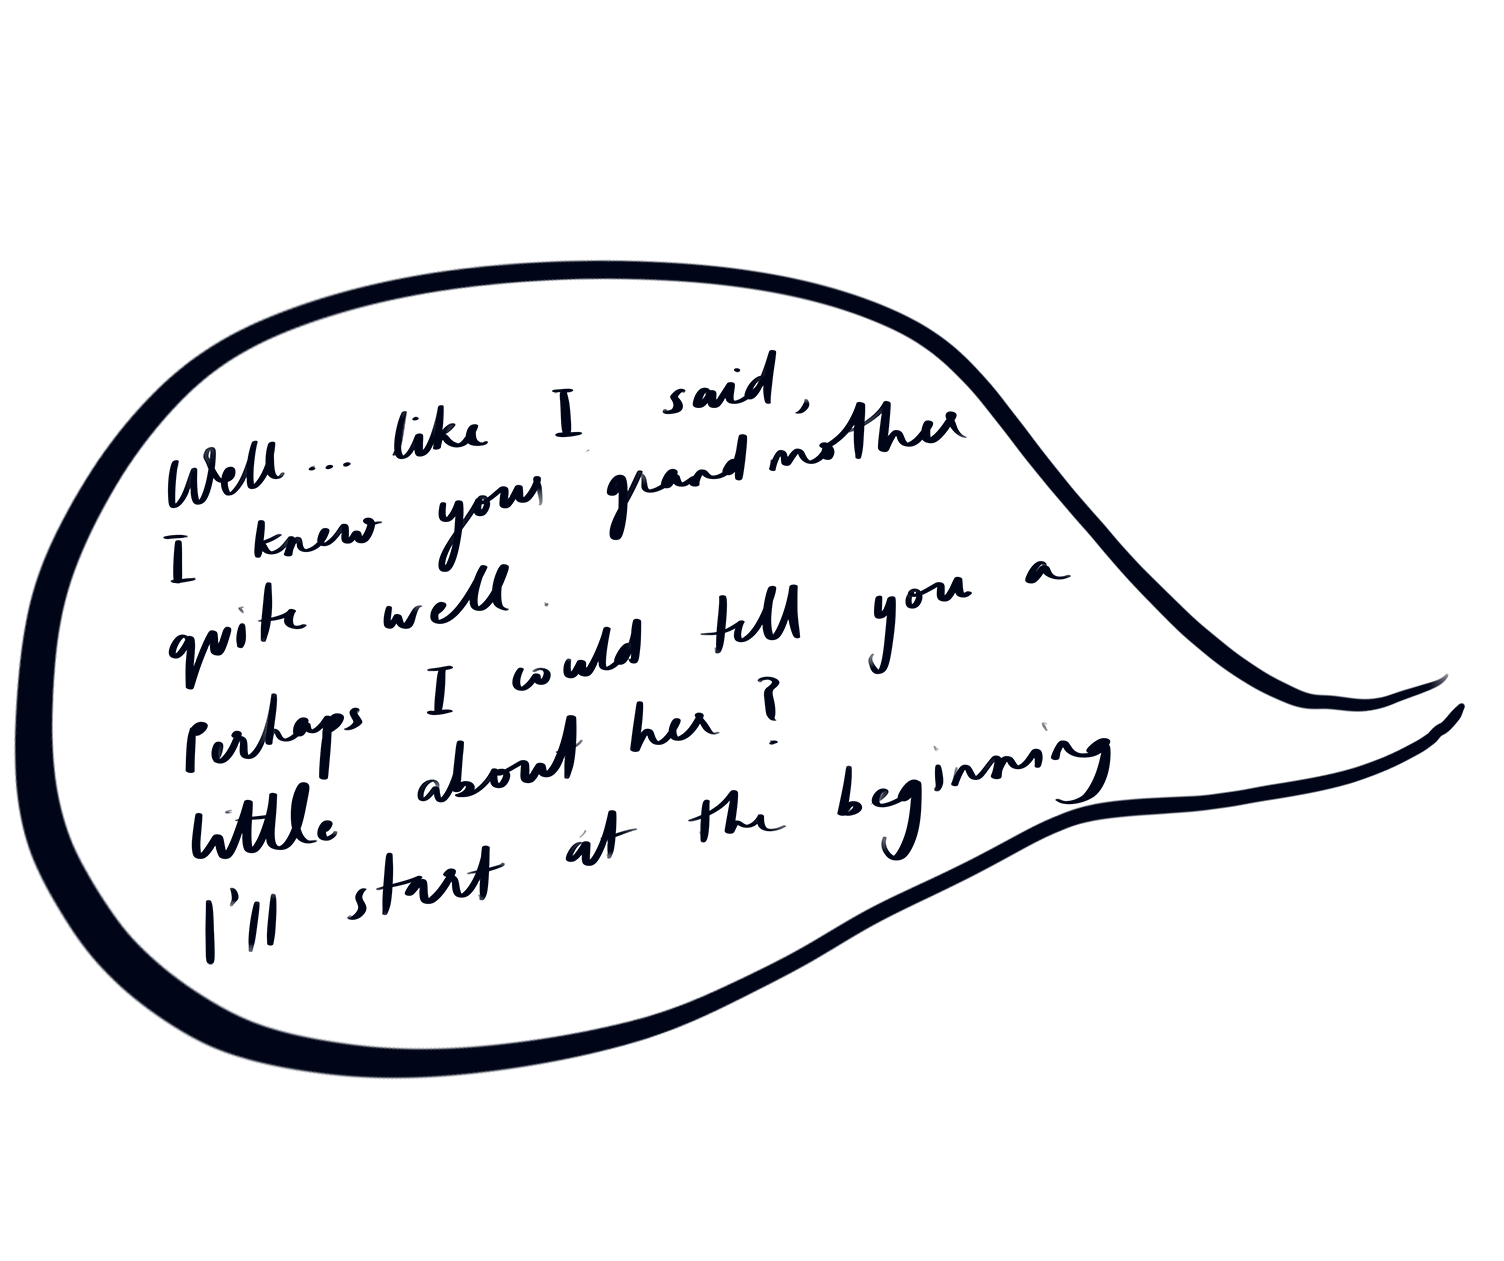 Well... like I said,
I knew your grandmother
quite well.
Perhaps I could tell you a
little about her?
I'll start at the beginning